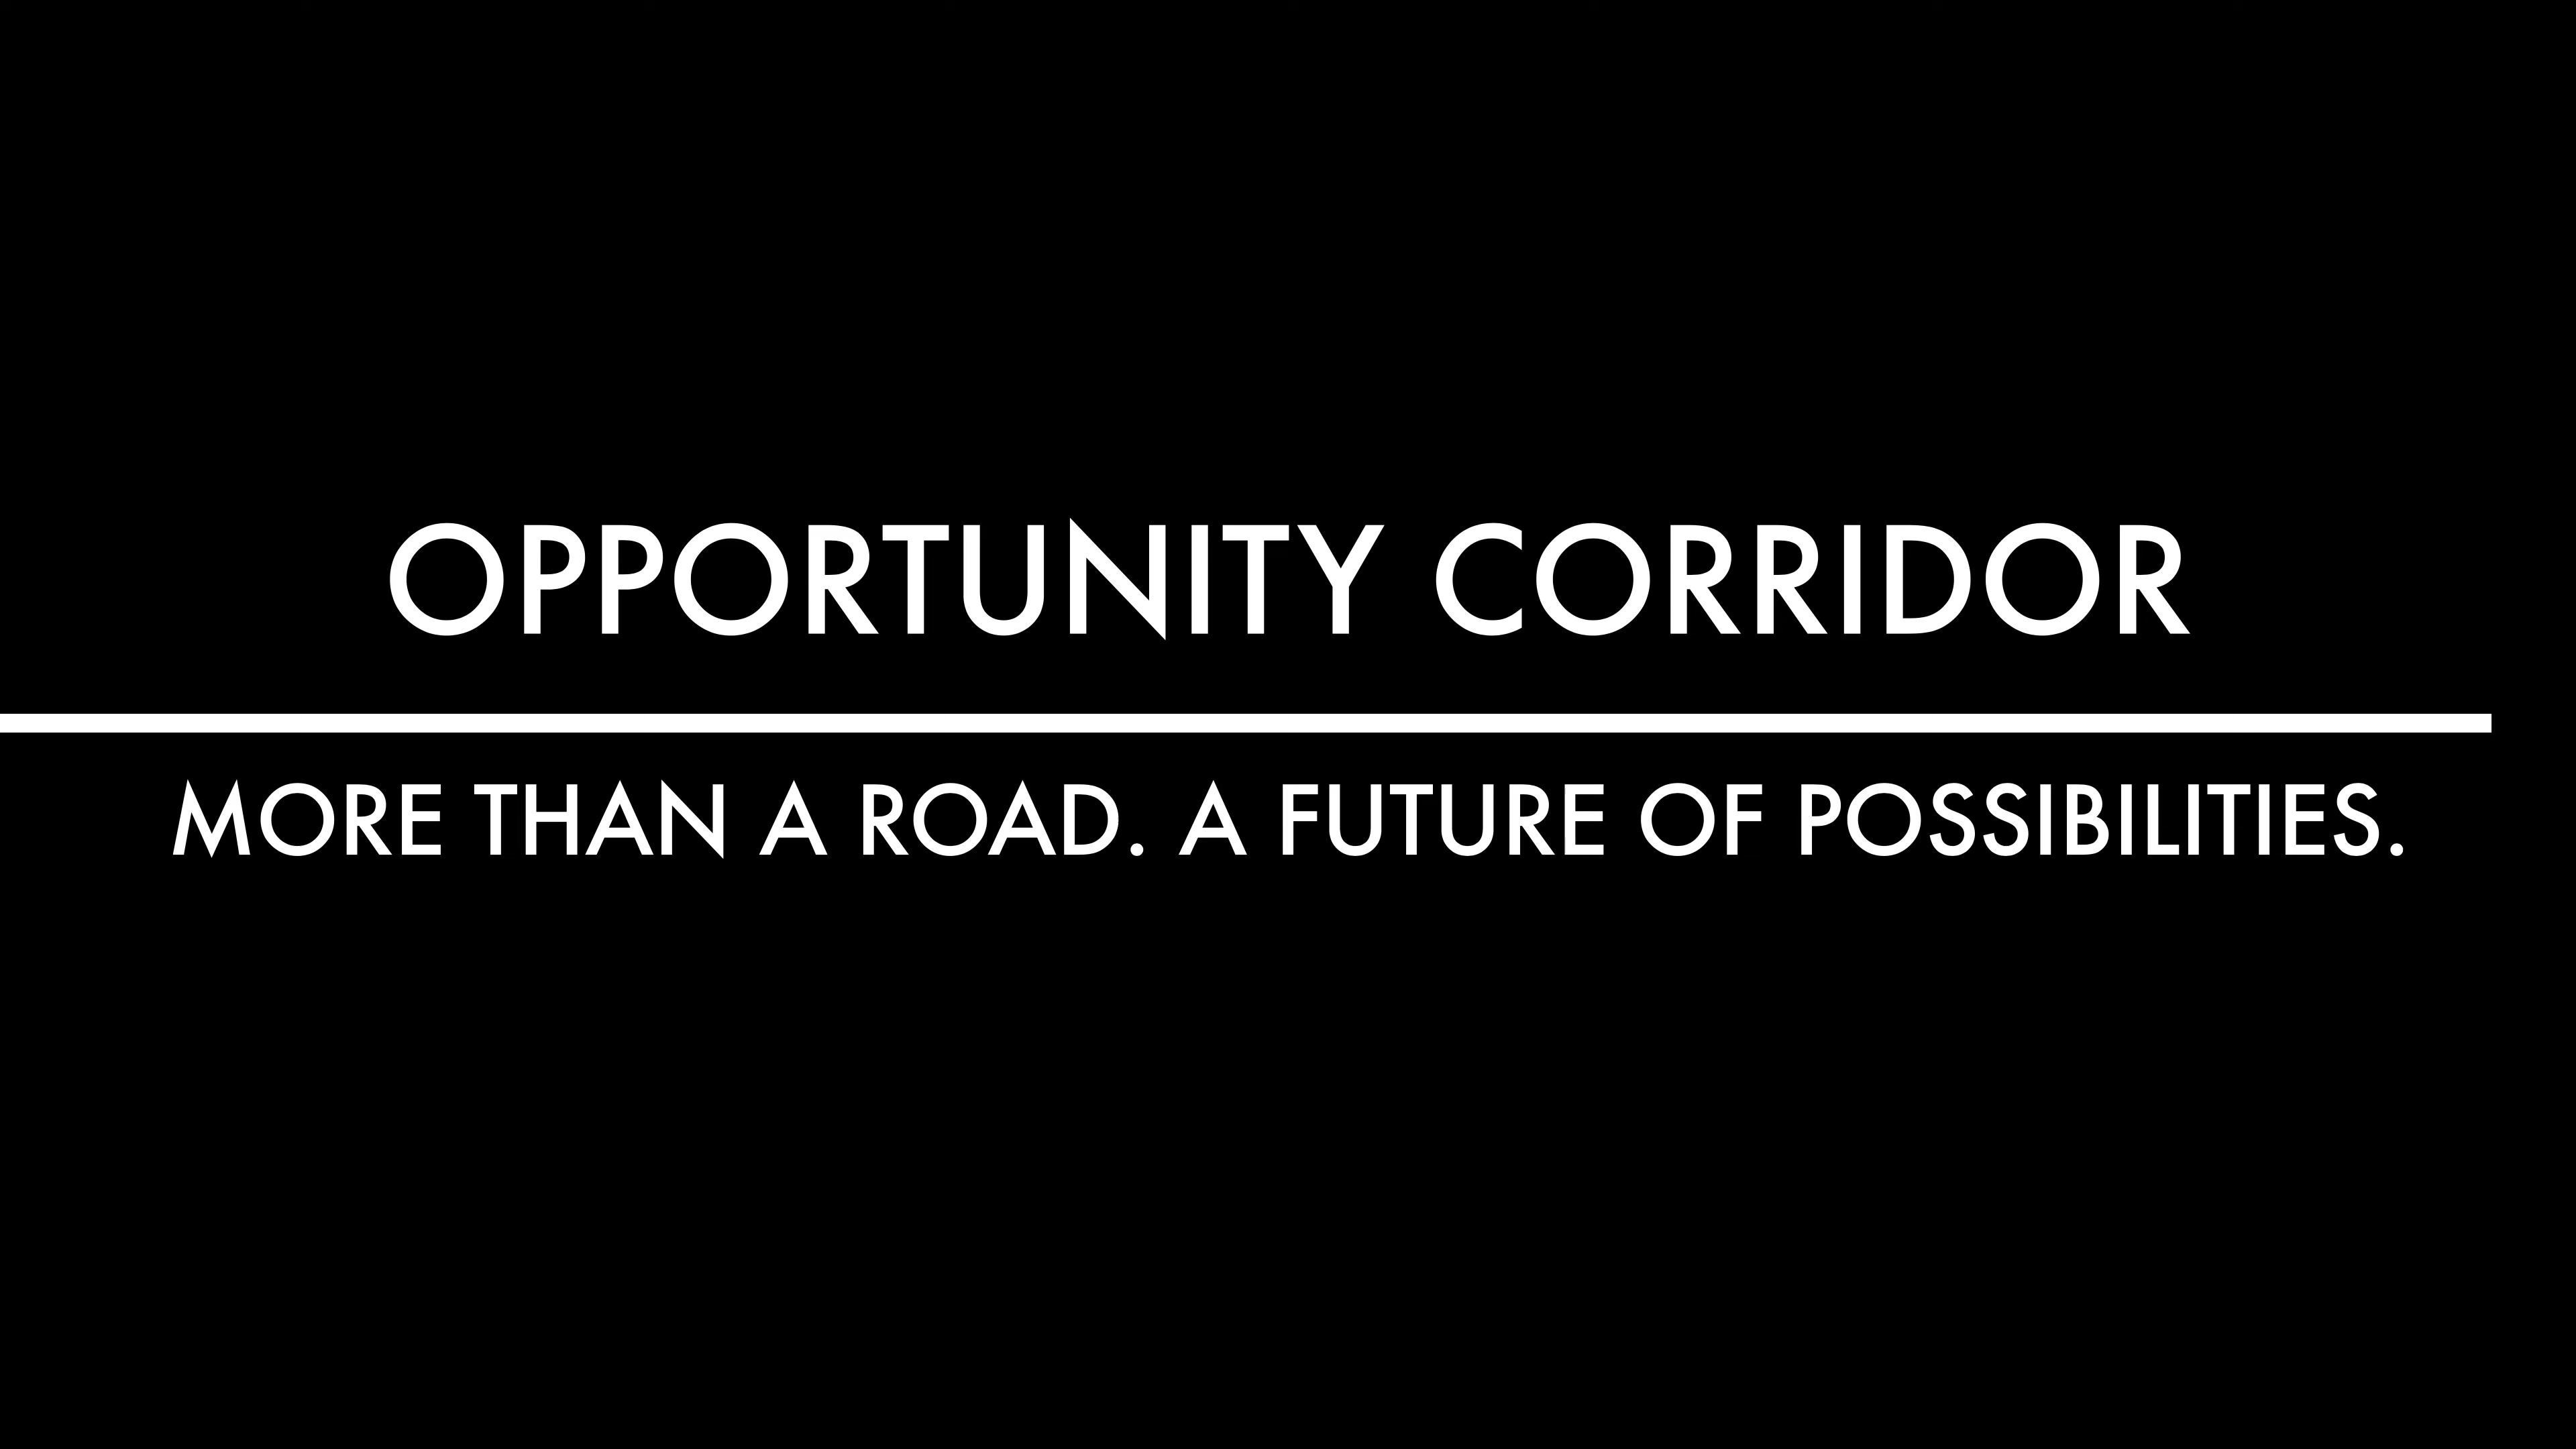 OPPORTUNITY CORRIDOR
MORE THAN A ROAD. A FUTURE OF POSSIBILITIES.